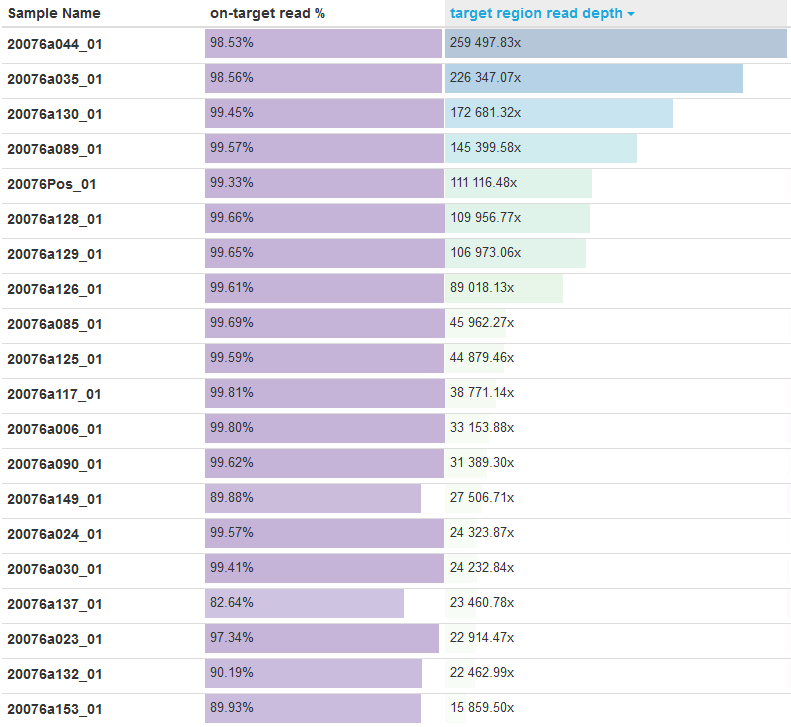 Sample Name on-target read % target region read depth
20076a044_01 98.53% 259 497.83x
20076a035_01 98.56% 226 347.07x
20076a130_01 99.45% 172 681.32x
20076a089_01 99.57% 145 399.58x
20076Pos_01 99.33% 111 116.48x
20076a128_01 99.66% 109 956.77x
20076a129_01 99.65% 106 973.06x
20076a126_01 99.61% 89 018.13x
20076a085_01 99.69% 45 962.27x
20076a125_01 99.59% 44 879.46x
20076a117_01 99.81% 38 771.14x
20076a006_01 99.80% 33 153.88x
20076a090_01 99.62% 31 389.30x
20076a149_01 89.88% 27 506.71x
20076a024_01 99.57% 24 323.87x
20076a030_01 99.41% 24 232.84x
20076a137_01 82.64% 23 460.78x
20076a023_01 97.34% 22 914.47x
20076a132_01 90.19% 22 462.99x
20076a153_01 89.93% 15 859.50x